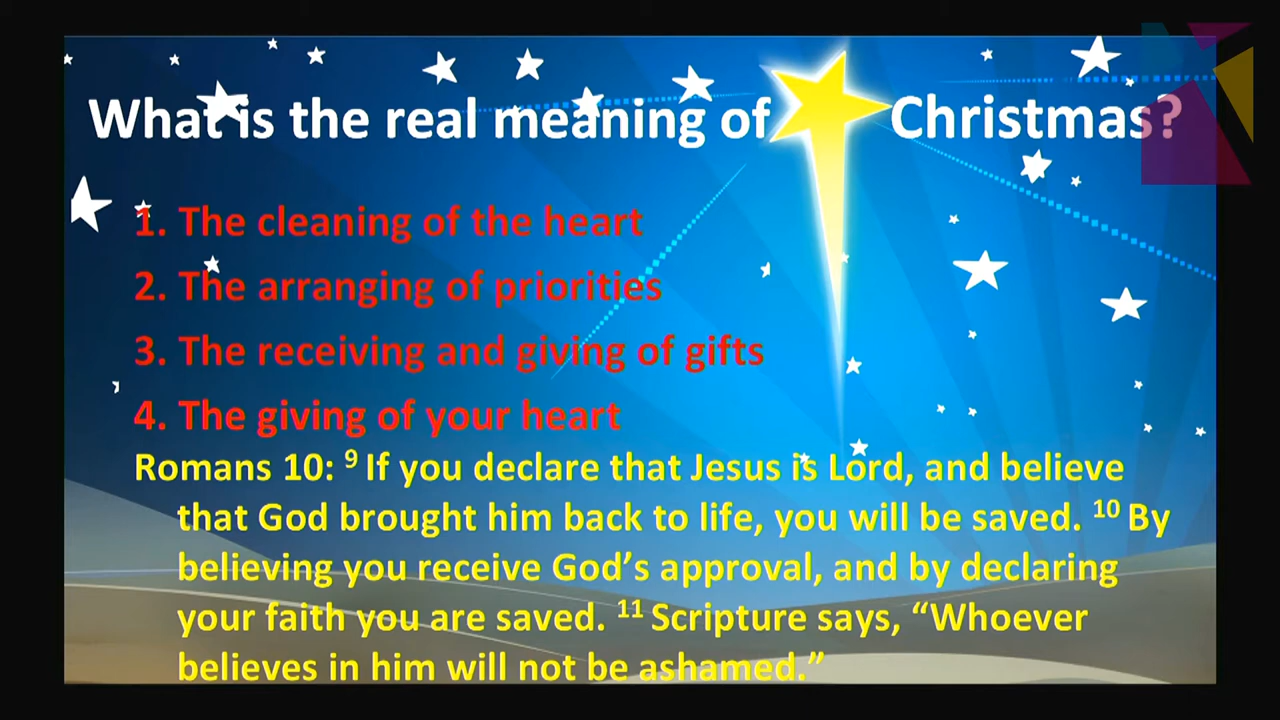 What is the real meaning of Christmas?
1. The cleaning of the heart
2. The arranging of priorities
3. The receiving and giving of gifts
4. The giving of your heart
Romans 10: ⁹ If you declare that Jesus is Lord, and believe
that God brought him back to life, you will be saved. ¹⁰ By
believing you receive God’s approval, and by declaring
your faith you are saved. ¹¹ Scripture says, “Whoever
believes in him will not be ashamed.”